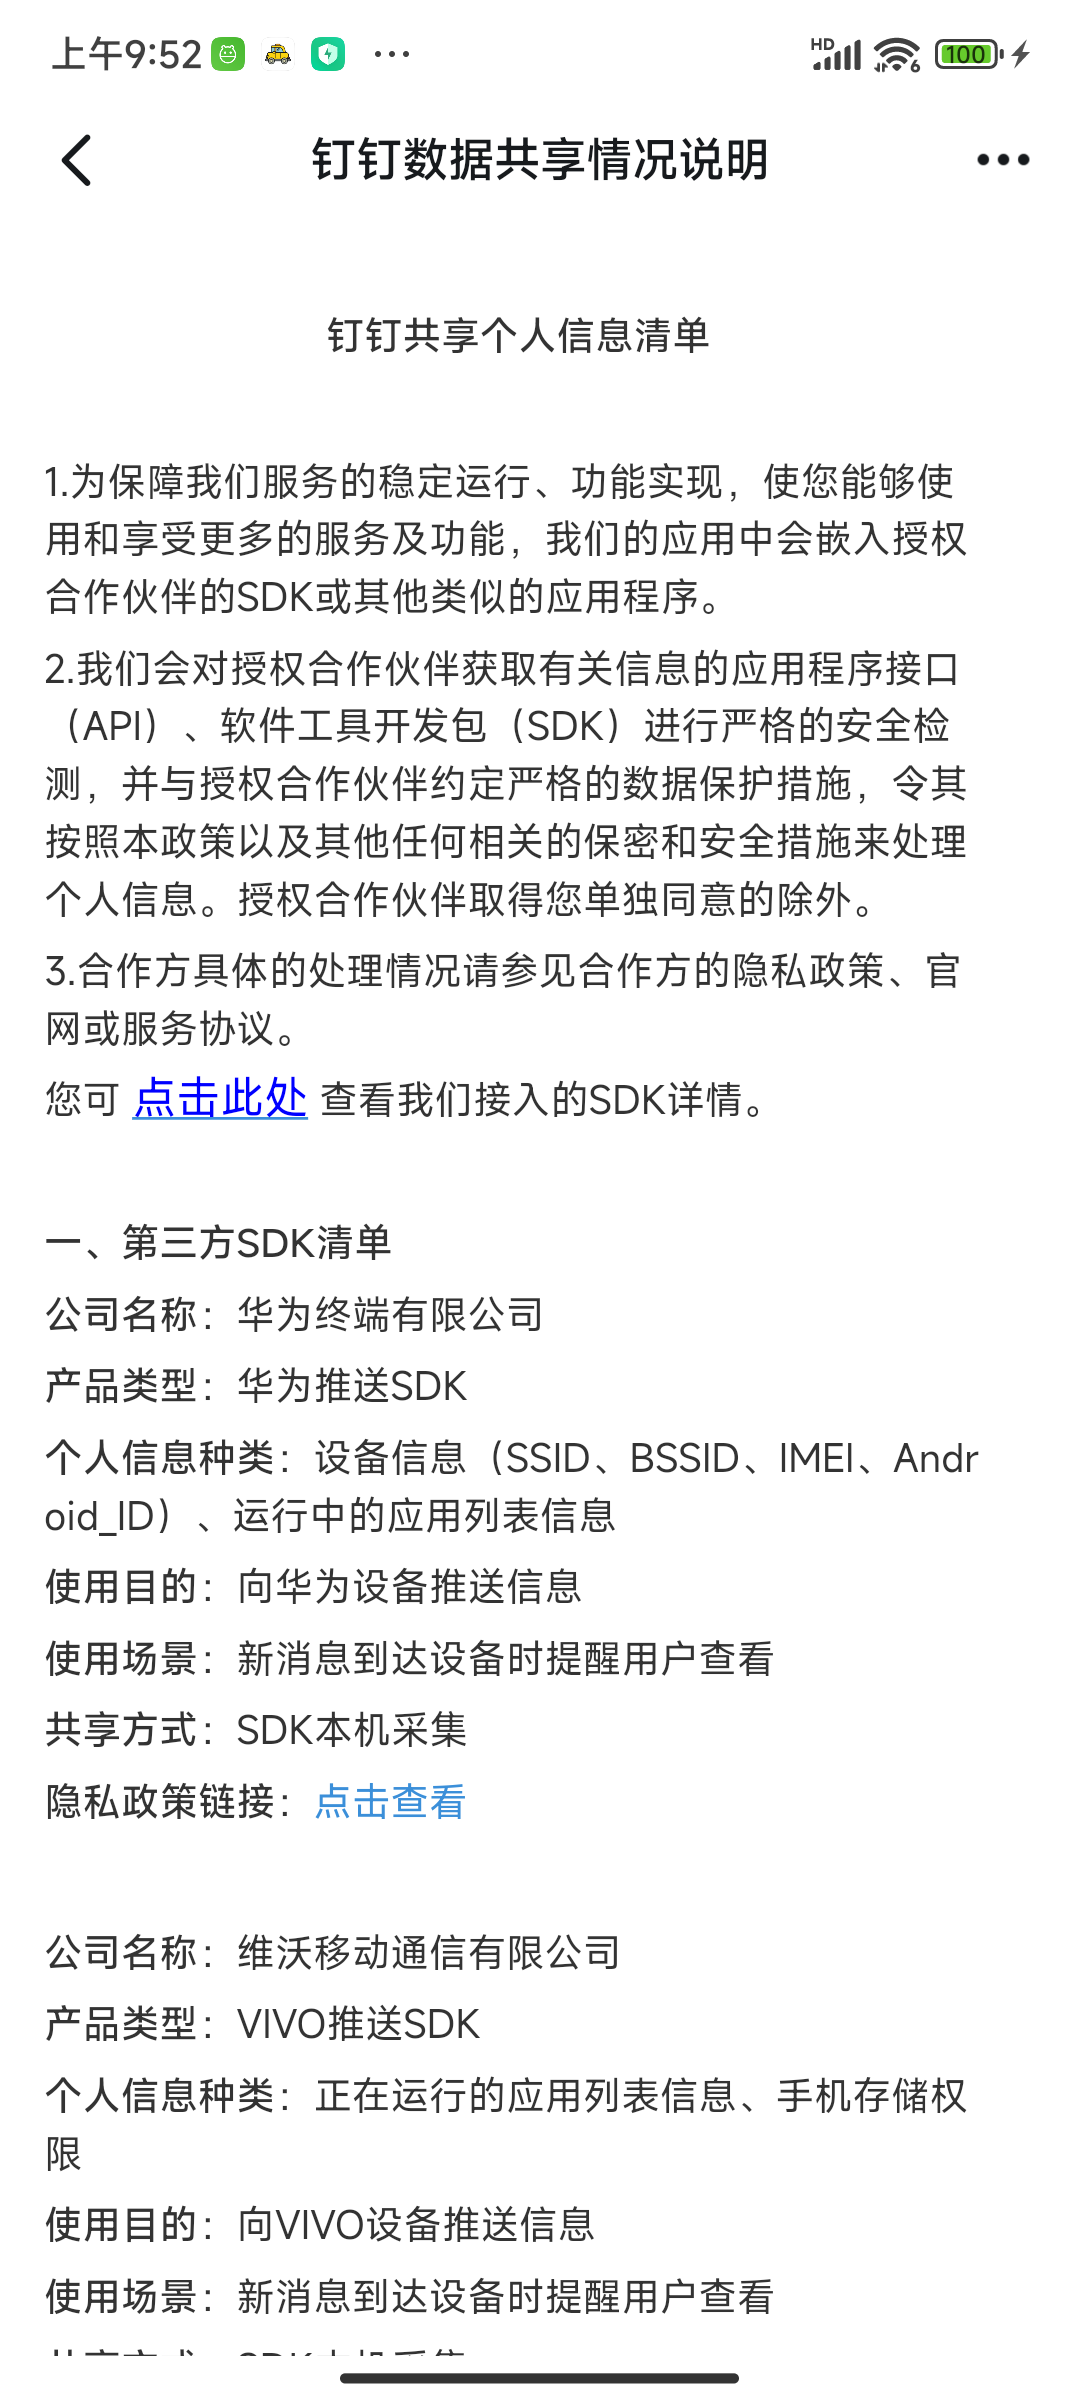 上午9:52
HD
6
100
钉钉数据共享情况说明
钉钉共享个人信息清单
1.为保障我们服务的稳定运行、功能实现，使您能够使
用和享受更多的服务及功能，我们的应用中会嵌入授权
合作伙伴的SDK或其他类似的应用程序。
2.我们会对授权合作伙伴获取有关信息的应用程序接口
（API）、软件工具开发包（SDK）进行严格的安全检
测，并与授权合作伙伴约定严格的数据保护措施，令其
按照本政策以及其他任何相关的保密和安全措施来处理
个人信息。授权合作伙伴取得您单独同意的除外。
3.合作方具体的处理情况请参见合作方的隐私政策、官
网或服务协议。
您可 点击此处 查看我们接入的SDK详情。
一、第三方SDK清单
公司名称：华为终端有限公司
产品类型：华为推送SDK
个人信息种类：设备信息（SSID、BSSID、IMEI、Andr
oid_ID）、运行中的应用列表信息
使用目的：向华为设备推送信息
使用场景：新消息到达设备时提醒用户查看
共享方式：SDK本机采集
隐私政策链接：点击查看
公司名称：维沃移动通信有限公司
产品类型：VIVO推送SDK
个人信息种类：正在运行的应用列表信息、手机存储权
限
使用目的：向VIVO设备推送信息
使用场景：新消息到达设备时提醒用户查看